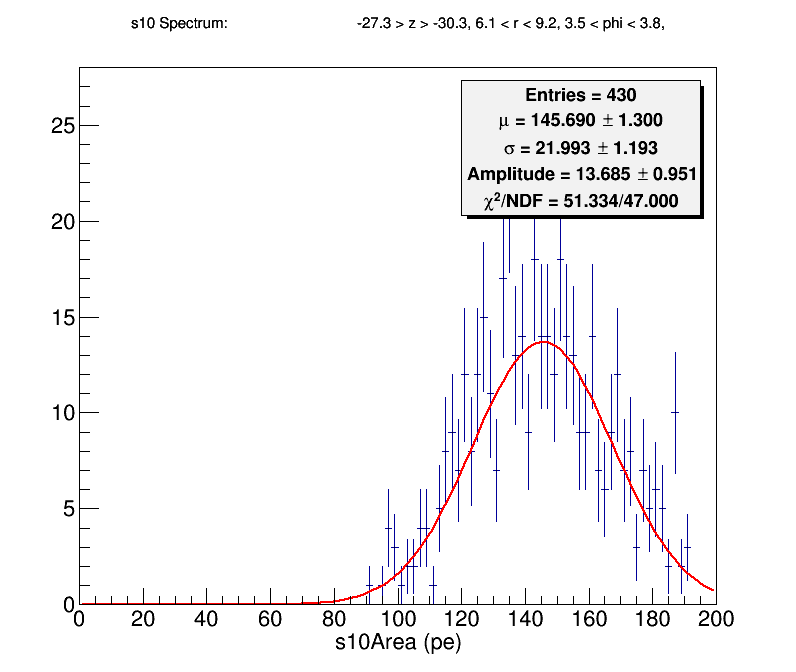 s10 Spectrum: -27.3 > z > -30.3, 6.1 < r < 9.2, 3.5 < phi < 3.8,
Entries = 430
μ = 145.690 ± 1.300
σ = 21.993 ± 1.193
Amplitude = 13.685 ± 0.951
χ²/NDF = 51.334/47.000
25
20
15
10
5
0
0 20 40 60 80 100 120 140 160 180 200
s10Area (pe)